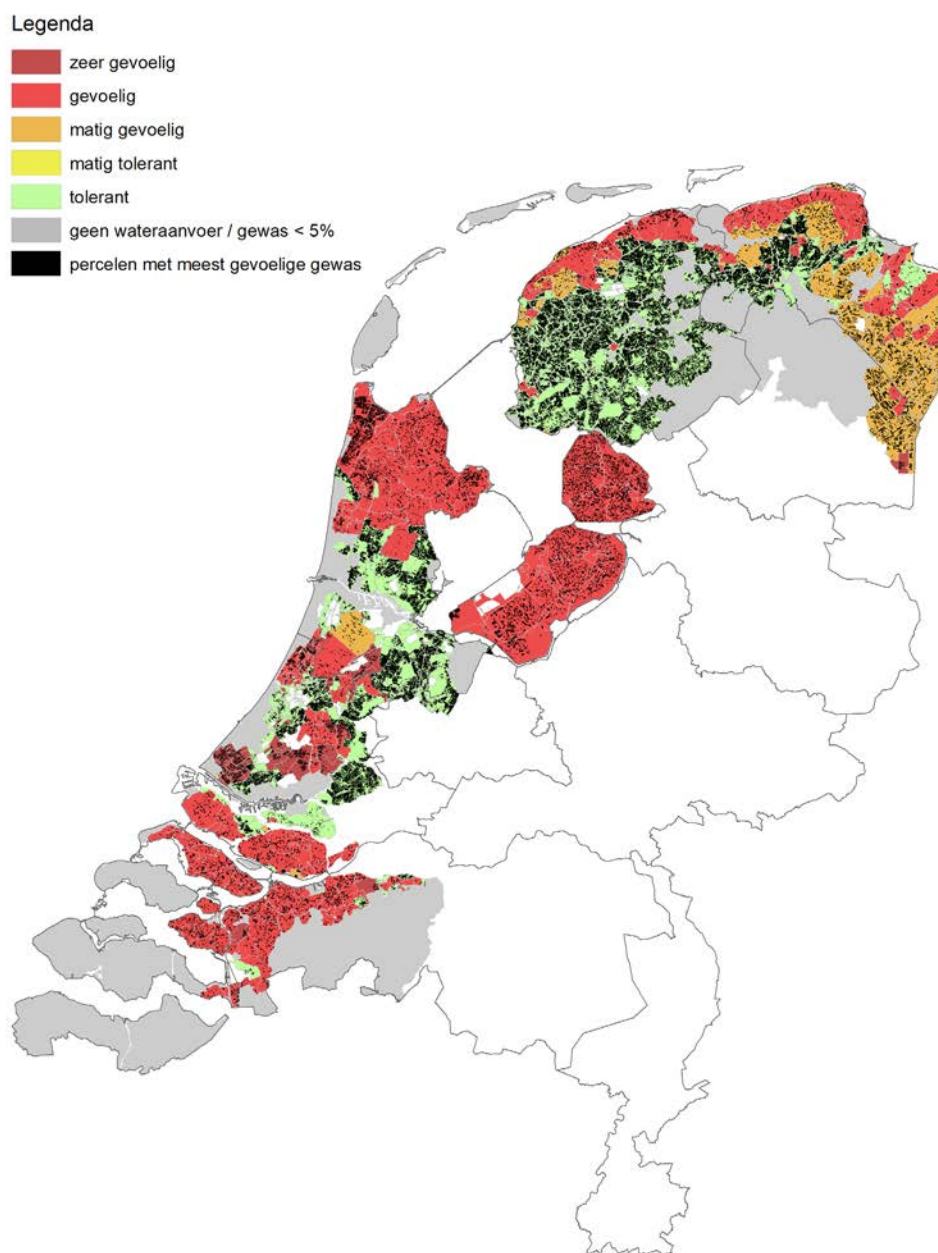 Legenda
zeer gevoelig
gevoelig
matig gevoelig
matig tolerant
tolerant
geen wateraanvoer / gewas < 5%
percelen met meest gevoelige gewas